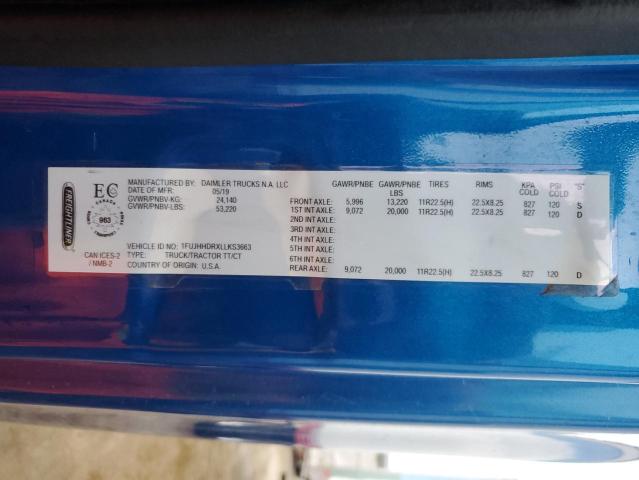 FREIGHTLINER
EC
CANADA
963
CAN ICES-2
/ NMB-2
MANUFACTURED BY: DAIMLER TRUCKS N.A. LLC
DATE OF MFR: 05/19
GVWR/PNBV-KG: 24,140
GVWR/PNBV-LBS: 53,220
VEHICLE ID NO.: 1FUJHHDRXLLKS3663
TYPE: TRUCK/TRACTOR TT/CT
COUNTRY OF ORIGIN: U.S.A.
GAWR/PNBE GAWR/PNBE TIRES RIMS KPA PSI "S"
LBS COLD COLD
FRONT AXLE: 5,996 13,220 11R22.5(H) 22.5X8.25 827 120 S
1ST INT AXLE: 9,072 20,000 11R22.5(H) 22.5X8.25 827 120 D
2ND INT AXLE:
3RD INT AXLE:
4TH INT AXLE:
5TH INT AXLE:
6TH INT AXLE:
REAR AXLE: 9,072 20,000 11R22.5(H) 22.5X8.25 827 120 D